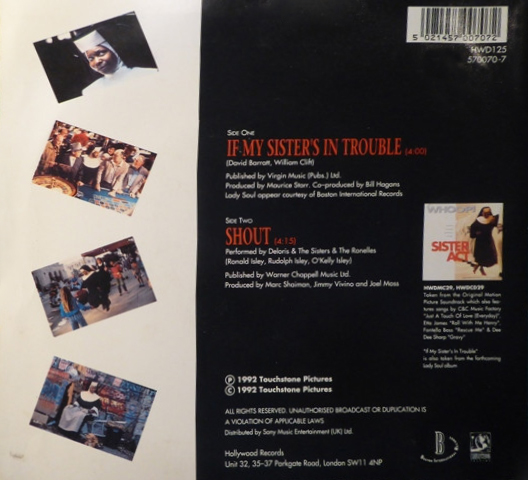 5 021457 007072
HWD125
570070-7
SIDE ONE
IF MY SISTER'S IN TROUBLE (4:00)
(David Barratt, William Clift)
Published by Virgin Music (Pubs.) Ltd.
Produced by Maurice Starr. Co-produced by Bill Hagans
Lady Soul appear courtesy of Boston International Records
SIDE TWO
SHOUT (4:15)
Performed by Deloris & The Sisters & The Ronelles
(Ronald Isley, Rudolph Isley, O'Kelly Isley)
Published by Warner Chappell Music Ltd.
Produced by Marc Shaiman, Jimmy Vivino and Joel Moss
WHOOPI
SISTER
ACT
HWDMC29, HWDCD29
Taken from the Original Motion
Picture Soundtrack which also fea-
tures songs by C&C Music Factory
"Just A Touch Of Love (Everyday)",
Etta James "Roll With Me Henry",
Fontella Bass "Rescue Me" & Dee
Dee Sharp "Gravy"
"If My Sister's In Trouble"
is also taken from the forthcoming
Lady Soul album
Ⓟ 1992 Touchstone Pictures
© 1992 Touchstone Pictures
ALL RIGHTS RESERVED. UNAUTHORISED BROADCAST OR DUPLICATION IS
A VIOLATION OF APPLICABLE LAWS
Distributed by Sony Music Entertainment (UK) Ltd.
Hollywood Records
Unit 32, 35-37 Parkgate Road, London SW11 4NP
B